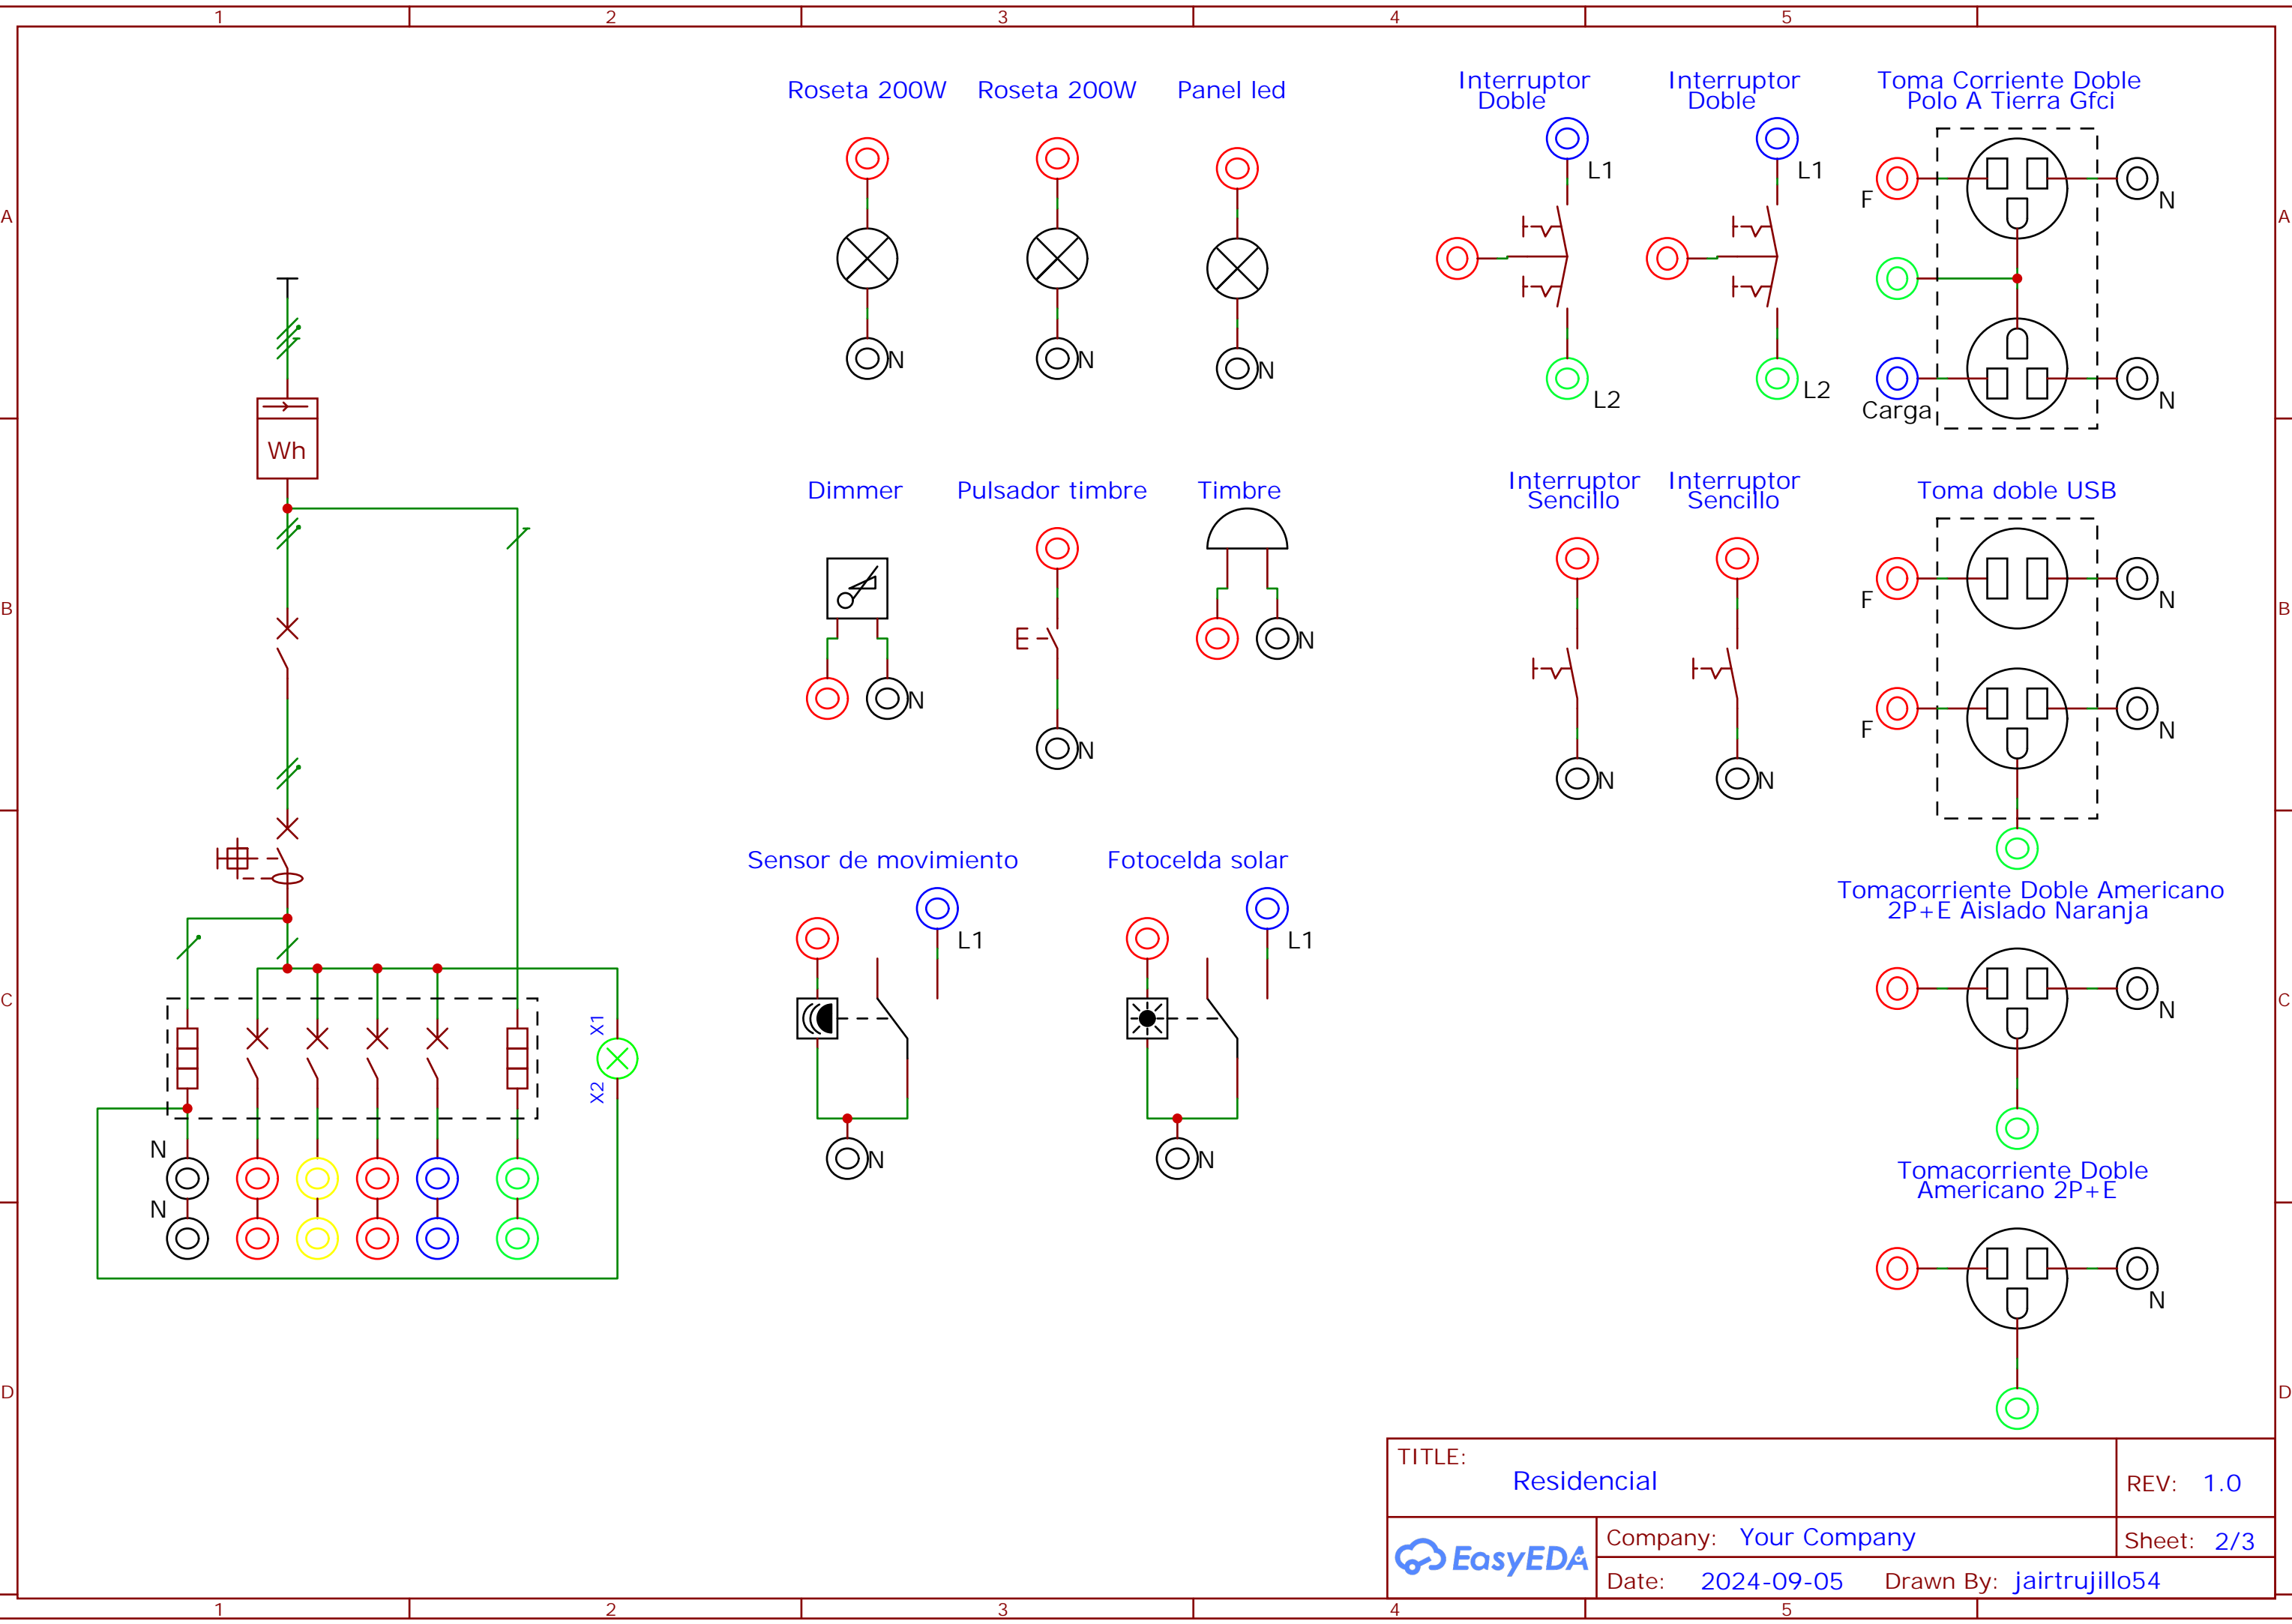 1 2 3 4 5
Roseta 200W
Roseta 200W
Panel led
Interruptor
Doble
Interruptor
Doble
Toma Corriente Doble
Polo A Tierra Gfci
L1
L1
F
N
A
A
N
N
N
L2
L2
Carga
N
Wh
Dimmer
Pulsador timbre
Timbre
Interruptor
Sencillo
Interruptor
Sencillo
Toma doble USB
B
B
F
N
E
N
N
F
N
N
N
N
Sensor de movimiento
Fotocelda solar
Tomacorriente Doble Americano
2P+E Aislado Naranja
L1
L1
C
C
N
X1
X2
N
N
N
N
Tomacorriente Doble
Americano 2P+E
N
D
D
TITLE:
Residencial
REV: 1.0
EasyEDA
Company: Your Company
Sheet: 2/3
Date: 2024-09-05
Drawn By: jairtrujillo54
1 2 3 4 5